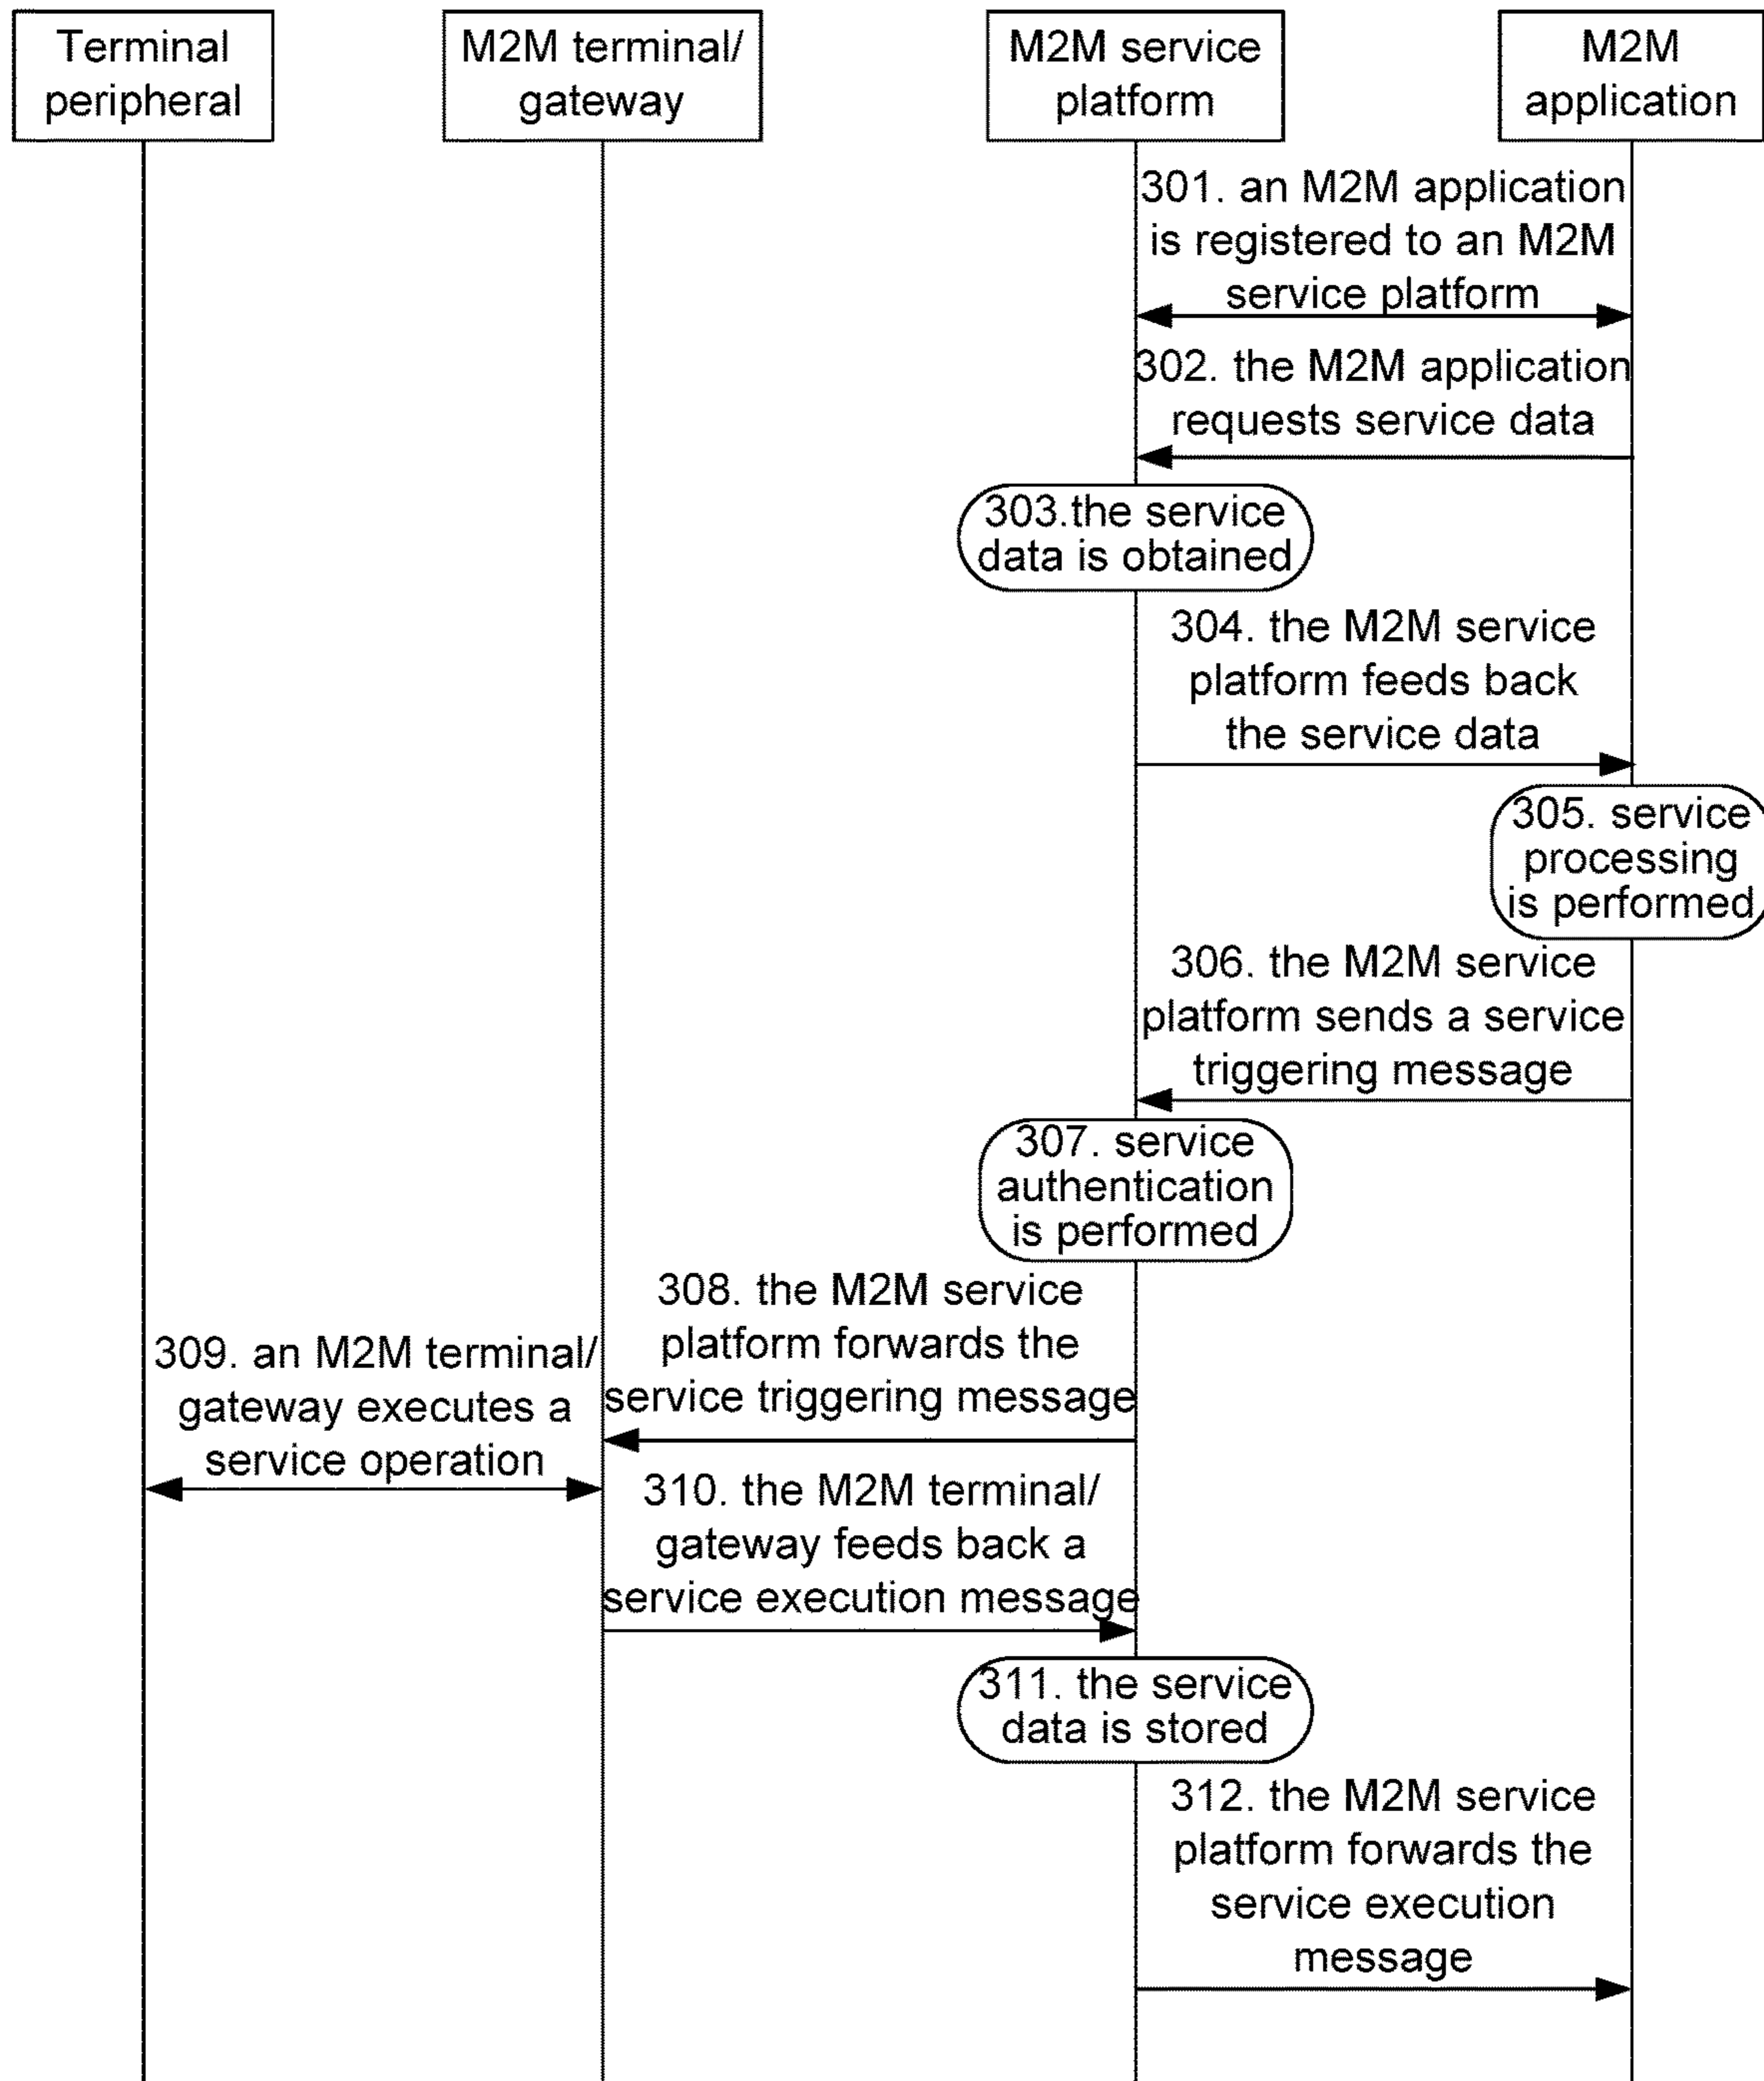 Terminal
peripheral
M2M terminal/
gateway
M2M service
platform
M2M
application
301. an M2M application
is registered to an M2M
service platform
302. the M2M application
requests service data
303.the service
data is obtained
304. the M2M service
platform feeds back
the service data
305. service
processing
is performed
306. the M2M service
platform sends a service
triggering message
307. service
authentication
is performed
308. the M2M service
platform forwards the
service triggering message
309. an M2M terminal/
gateway executes a
service operation
310. the M2M terminal/
gateway feeds back a
service execution message
311. the service
data is stored
312. the M2M service
platform forwards the
service execution
message